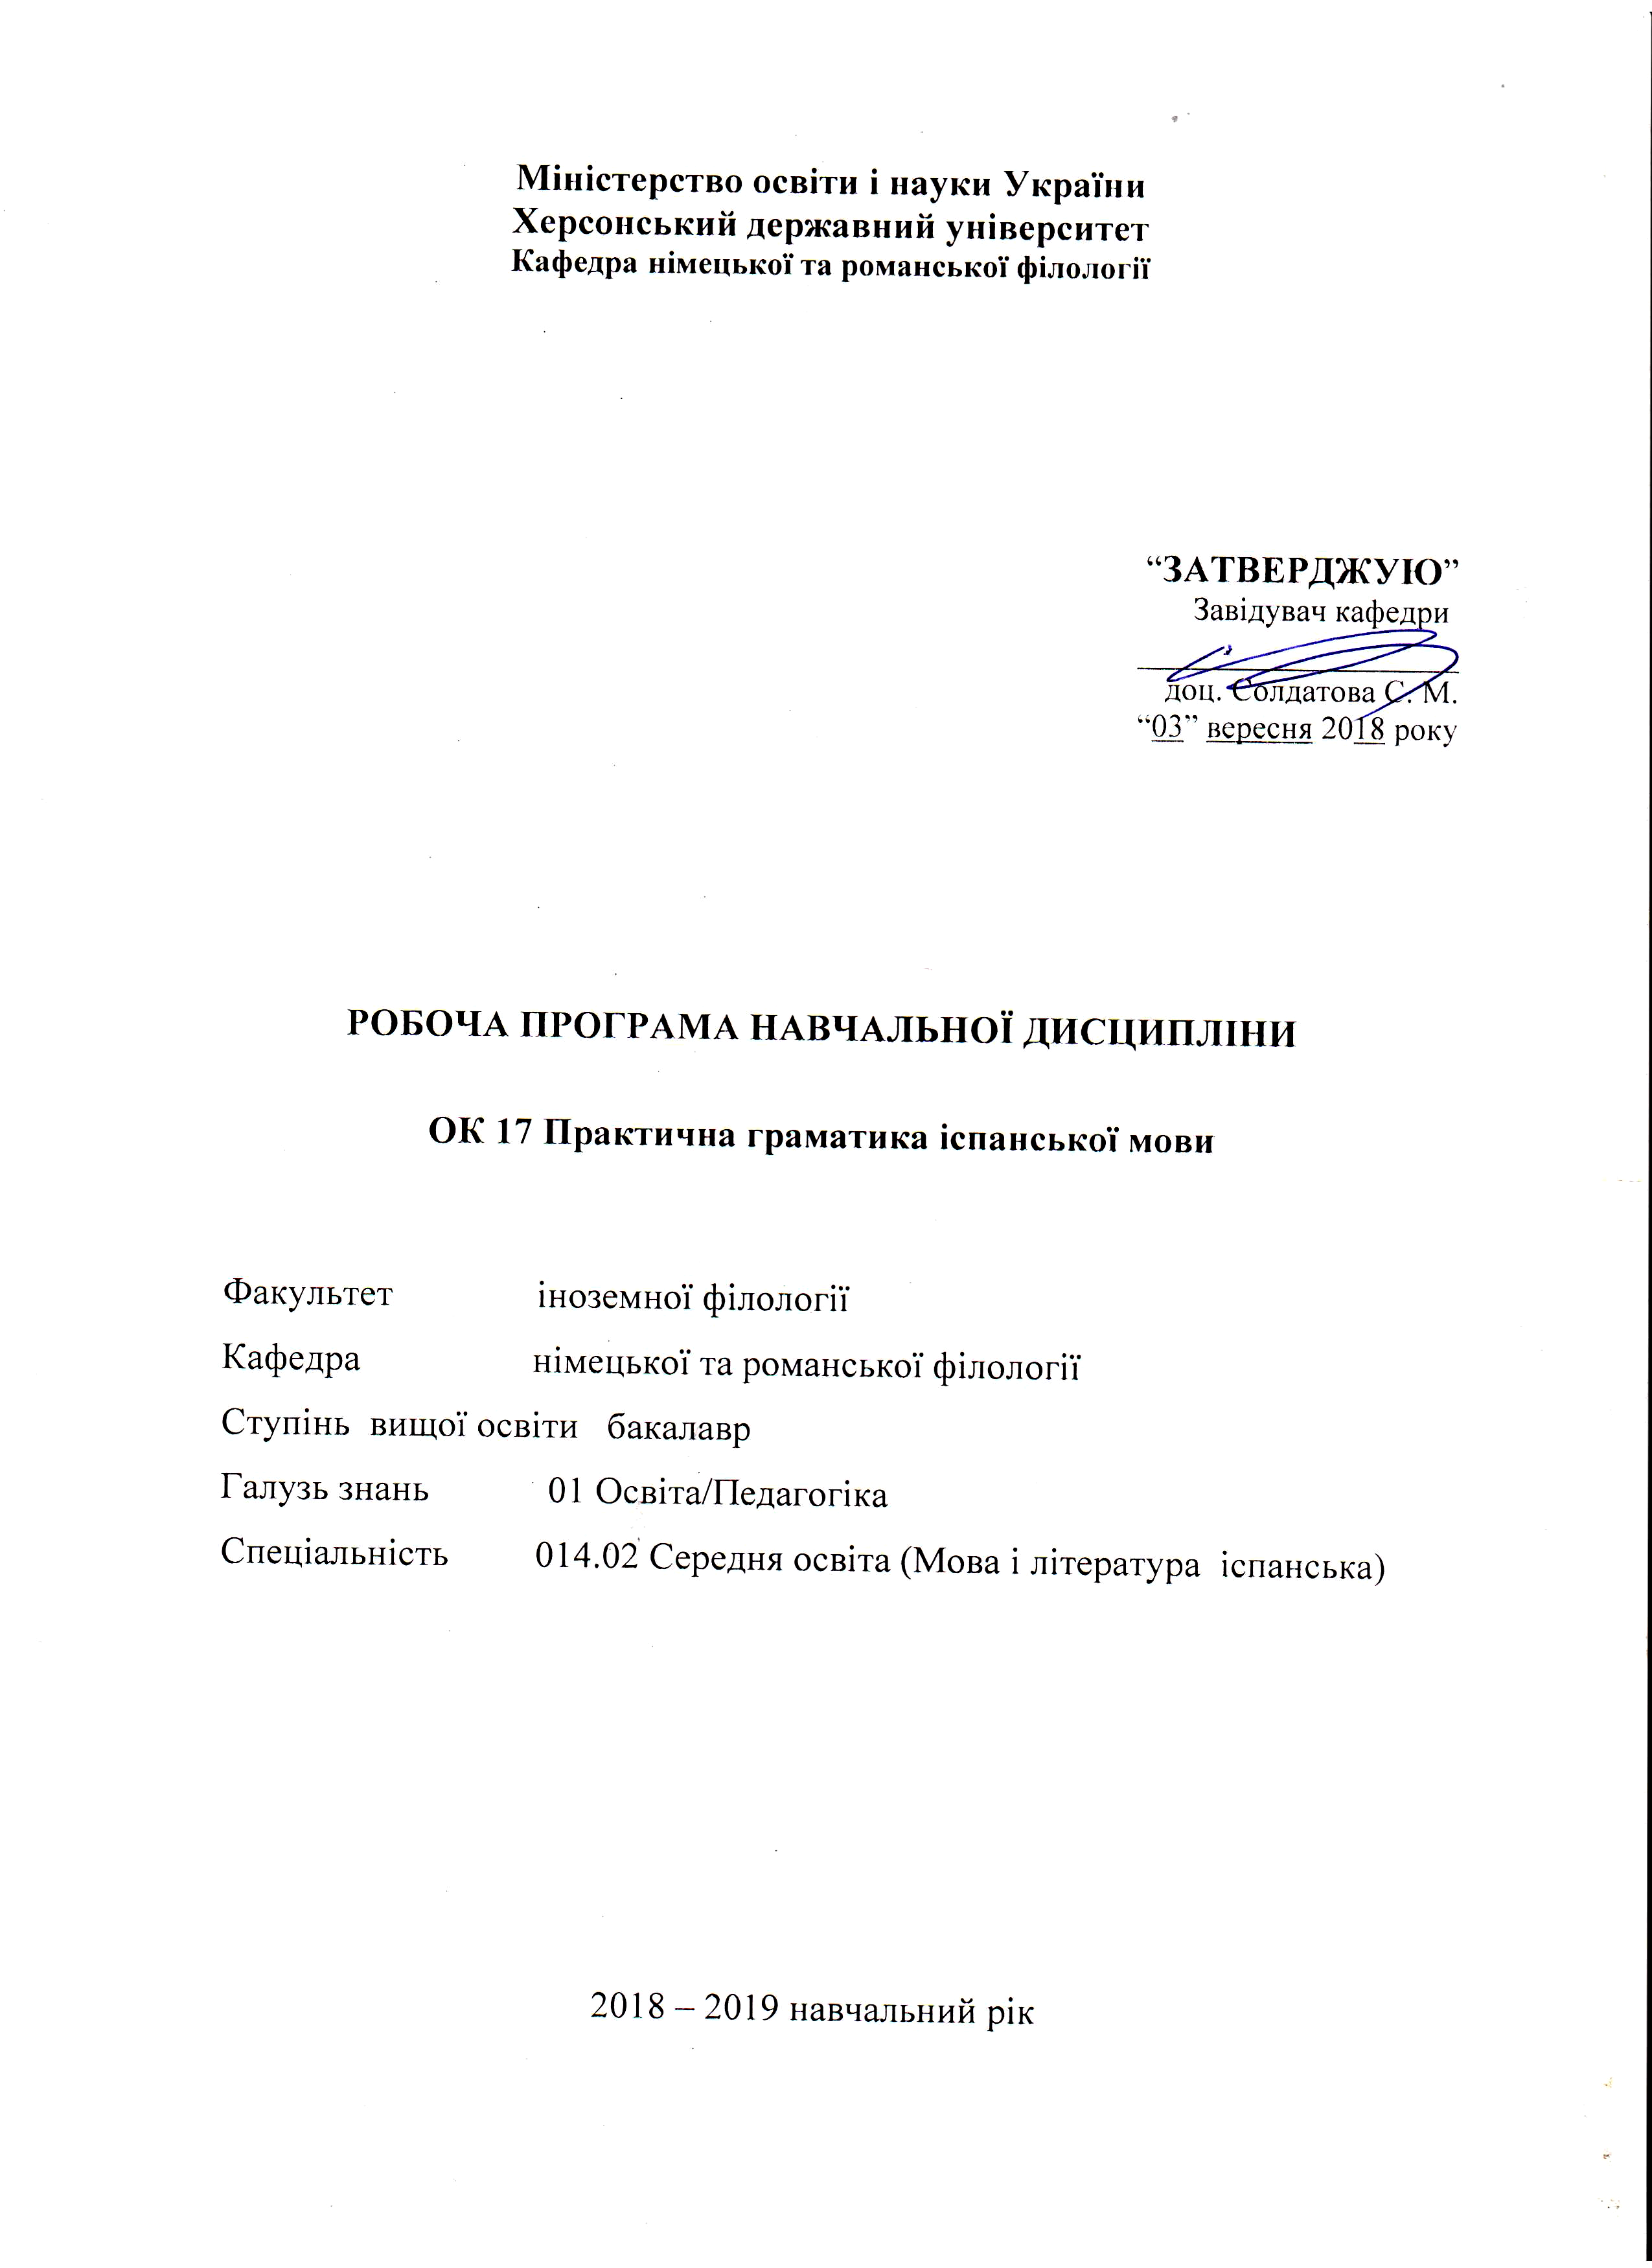 Міністерство освіти і науки України
Херсонський державний університет
Кафедра німецької та романської філології
“ЗАТВЕРДЖУЮ”
Завідувач кафедри
доц. Солдатова С. М.
“03” вересня 2018 року
РОБОЧА ПРОГРАМА НАВЧАЛЬНОЇ ДИСЦИПЛІНИ
ОК 17 Практична граматика іспанської мови
Факультет іноземної філології
Кафедра німецької та романської філології
Ступінь вищої освіти бакалавр
Галузь знань 01 Освіта/Педагогіка
Спеціальність 014.02 Середня освіта (Мова і література іспанська)
2018 – 2019 навчальний рік